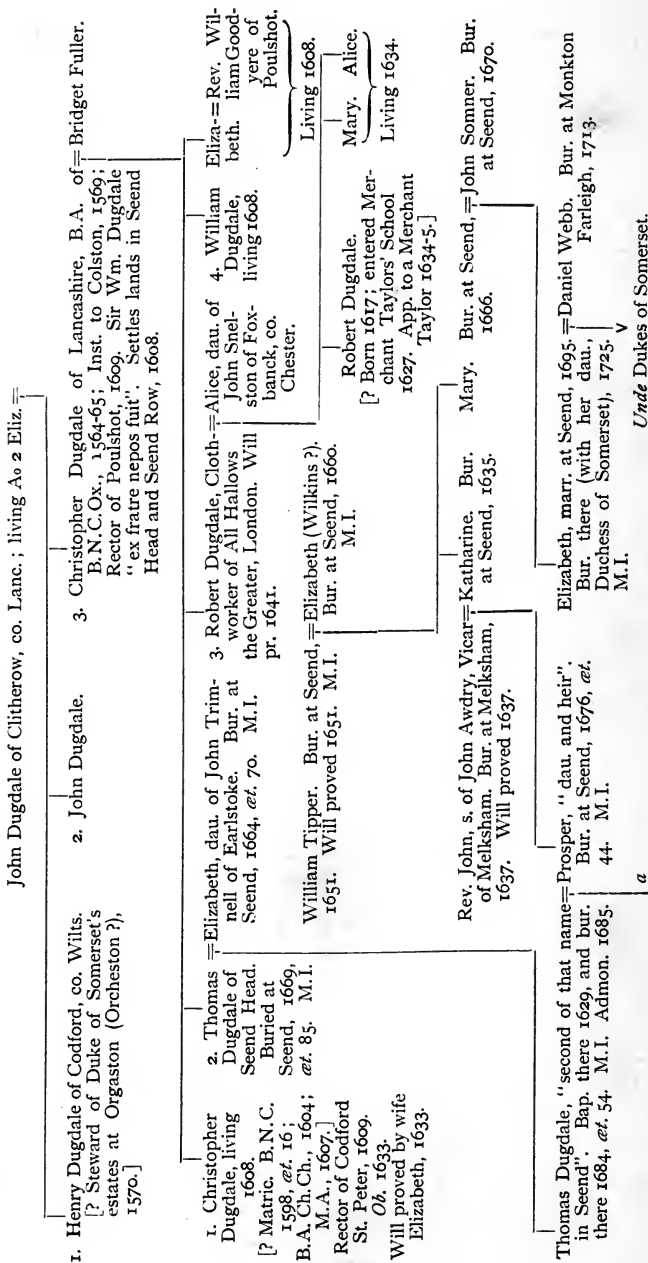 John Dugdale of Clitherow, co. Lanc. ; living Ao 2 Eliz. =
1. Henry Dugdale of Codford, co. Wilts.
[? Steward of Duke of Somerset's
estates at Orgaston (Orcheston ?),
1570.]
2. John Dugdale.
3. Christopher Dugdale of Lancashire, B.A. of = Bridget Fuller.
B.N.C.Ox., 1564-65; Inst. to Colston, 1569;
Rector of Poulshot, 1609. Sir Wm. Dugdale
“ex fratre nepos fuit”. Settles lands in Seend
Head and Seend Row, 1608.
1. Christopher
Dugdale, living
1608.
[? Matric. B.N.C.
1598, æt. 16 ;
B.A. Ch.Ch., 1604;
M.A., 1607.]
Rector of Codford
St. Peter, 1609.
Ob. 1633.
Will proved by wife
Elizabeth, 1633.
2. Thomas = Elizabeth, dau. of John Trim-
Dugdale of nell of Earlstoke. Bur. at
Seend Head. Seend, 1664, æt. 70. M.I.
Buried at
Seend, 1669,
æt. 85. M.I.
3. Robert Dugdale, Cloth- = Alice, dau. of
worker of All Hallows John Snel-
the Greater, London. Will ston of Fox-
pr. 1641. banck, co.
Chester.
4. William
Dugdale,
living 1608.
Eliza- = Rev. Wil-
beth. liam Good-
yere of
Poulshot.
Living 1608.
William Tipper. Bur. at Seend, = Elizabeth (Wilkins ?).
1651. Will proved 1651. M.I. Bur. at Seend, 1660.
M.I.
Robert Dugdale.
[? Born 1617 ; entered Mer-
chant Taylors' School
1627. App. to a Merchant
Taylor 1634-5.]
Mary. Alice.
Living 1634.
Rev. John, s. of John Awdry, Vicar = Katharine. Bur.
of Melksham. Bur. at Melksham, at Seend, 1635.
1637. Will proved 1637.
Mary. Bur. at Seend, = John Somner. Bur.
1666. at Seend, 1670.
Thomas Dugdale, “second of that name = Prosper, “dau. and heir”.
in Seend”. Bap. there 1629, and bur. Bur. at Seend, 1676, æt.
there 1684, æt. 54. M.I. Admon. 1685. 44. M.I.
a
Elizabeth, marr. at Seend, 1695. = Daniel Webb. Bur. at Monkton
Bur. there (with her dau., Farleigh, 1713.
Duchess of Somerset), 1725.
M.I.
v
Unde Dukes of Somerset.